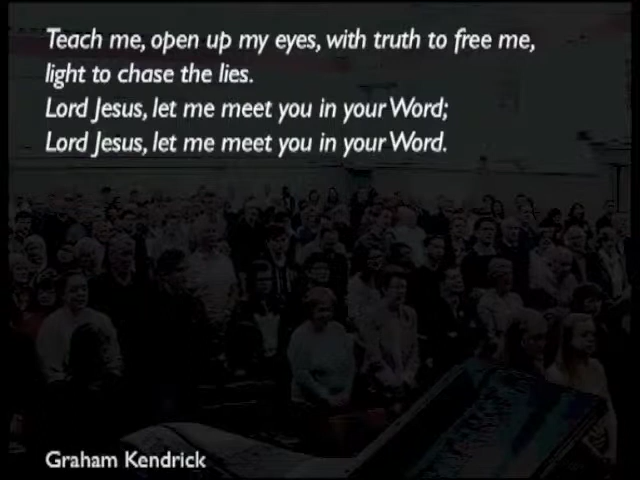 Teach me, open up my eyes, with truth to free me,
light to chase the lies.
Lord Jesus, let me meet you in your Word;
Lord Jesus, let me meet you in your Word.
Graham Kendrick